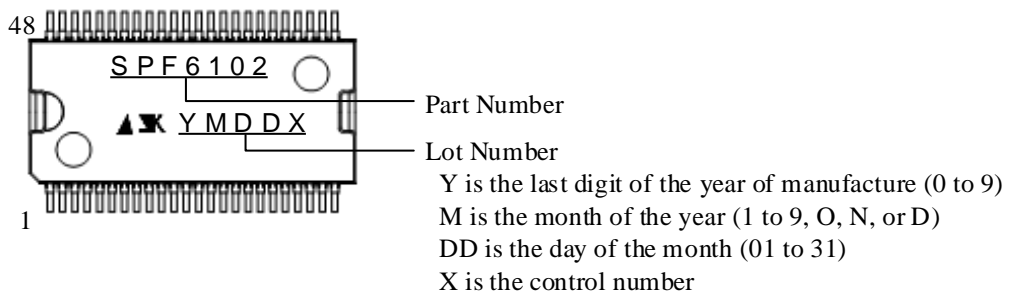 48
SPF6102
Part Number
YMDDX
Lot Number
Y is the last digit of the year of manufacture (0 to 9)
M is the month of the year (1 to 9, O, N, or D)
DD is the day of the month (01 to 31)
1
X is the control number